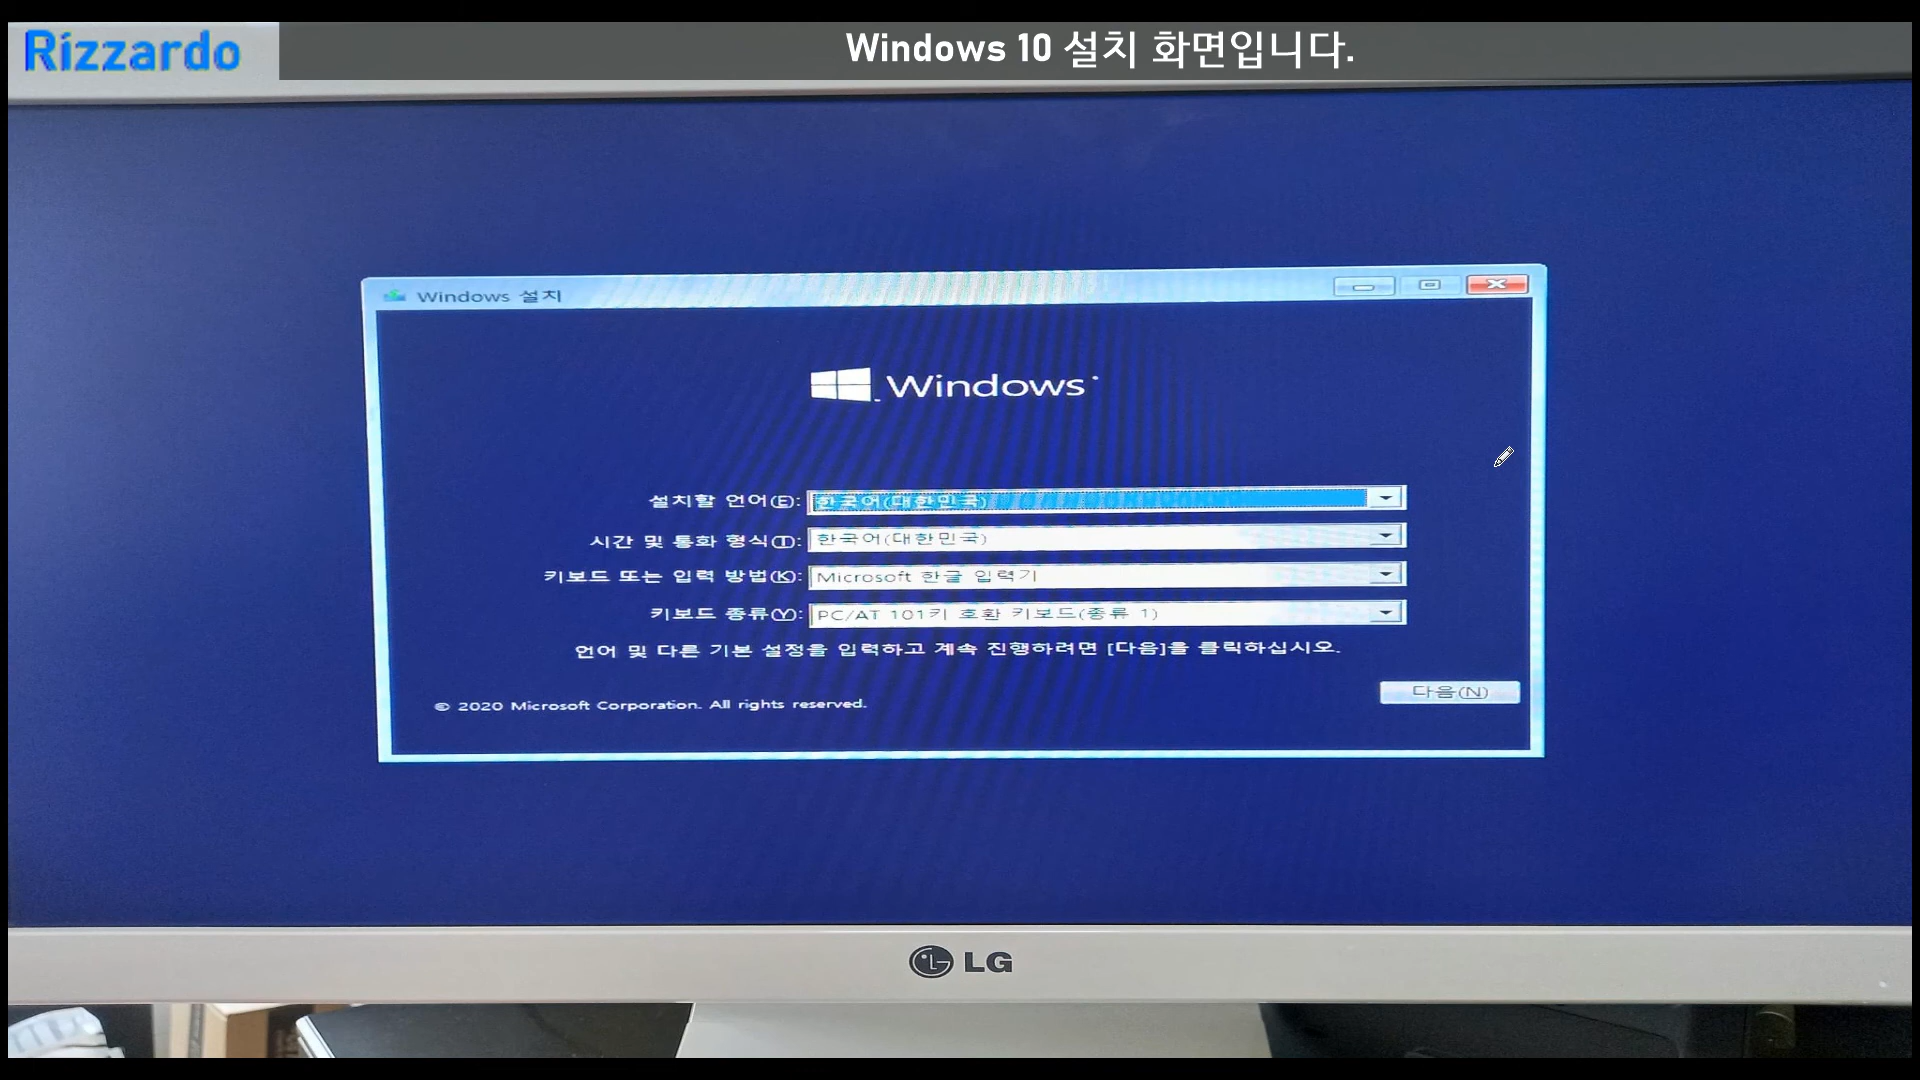 Rizzardo
Windows 10 설치 화면입니다.
Windows 설치
Windows
설치할 언어(E): 한국어(대한민국)
시간 및 통화 형식(T): 한국어(대한민국)
키보드 또는 입력 방법(K): Microsoft 한글 입력기
키보드 종류(Y): PC/AT 101키 호환 키보드(종류 1)
언어 및 다른 기본 설정을 입력하고 계속 진행하려면 [다음]을 클릭하십시오.
다음(N)
© 2020 Microsoft Corporation. All rights reserved.
LG